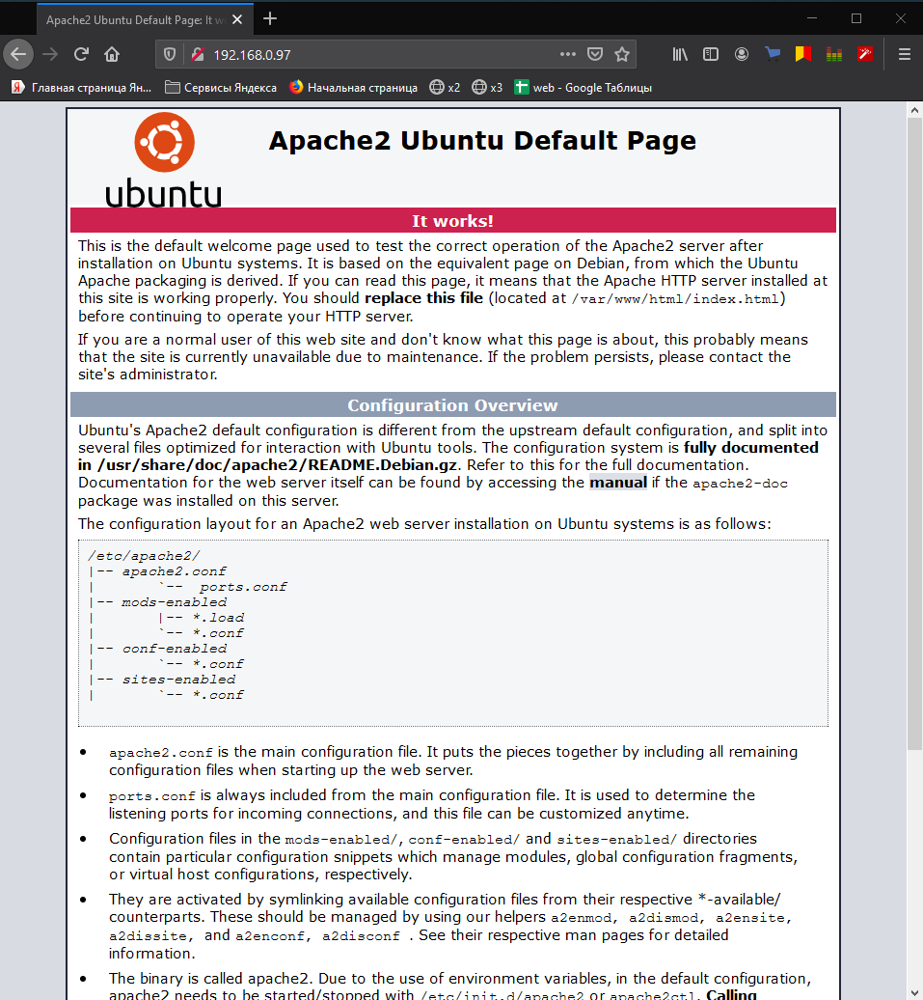 Apache2 Ubuntu Default Page: It w
192.168.0.97
Главная страница Ян... Сервисы Яндекса Начальная страница x2 x3 web - Google Таблицы
ubuntu
Apache2 Ubuntu Default Page
It works!
This is the default welcome page used to test the correct operation of the Apache2 server after
installation on Ubuntu systems. It is based on the equivalent page on Debian, from which the Ubuntu
Apache packaging is derived. If you can read this page, it means that the Apache HTTP server installed at
this site is working properly. You should replace this file (located at /var/www/html/index.html)
before continuing to operate your HTTP server.
If you are a normal user of this web site and don't know what this page is about, this probably means
that the site is currently unavailable due to maintenance. If the problem persists, please contact the
site's administrator.
Configuration Overview
Ubuntu's Apache2 default configuration is different from the upstream default configuration, and split into
several files optimized for interaction with Ubuntu tools. The configuration system is fully documented
in /usr/share/doc/apache2/README.Debian.gz. Refer to this for the full documentation.
Documentation for the web server itself can be found by accessing the manual if the apache2-doc
package was installed on this server.
The configuration layout for an Apache2 web server installation on Ubuntu systems is as follows:
/etc/apache2/
|-- apache2.conf
|       `--  ports.conf
|-- mods-enabled
|       |-- *.load
|       `-- *.conf
|-- conf-enabled
|       `-- *.conf
|-- sites-enabled
|       `-- *.conf
• apache2.conf is the main configuration file. It puts the pieces together by including all remaining
configuration files when starting up the web server.
• ports.conf is always included from the main configuration file. It is used to determine the
listening ports for incoming connections, and this file can be customized anytime.
• Configuration files in the mods-enabled/, conf-enabled/ and sites-enabled/ directories
contain particular configuration snippets which manage modules, global configuration fragments,
or virtual host configurations, respectively.
• They are activated by symlinking available configuration files from their respective *-available/
counterparts. These should be managed by using our helpers a2enmod, a2dismod, a2ensite,
a2dissite, and a2enconf, a2disconf . See their respective man pages for detailed
information.
• The binary is called apache2. Due to the use of environment variables, in the default configuration,
apache2 needs to be started/stopped with /etc/init.d/apache2 or apache2ctl. Calling